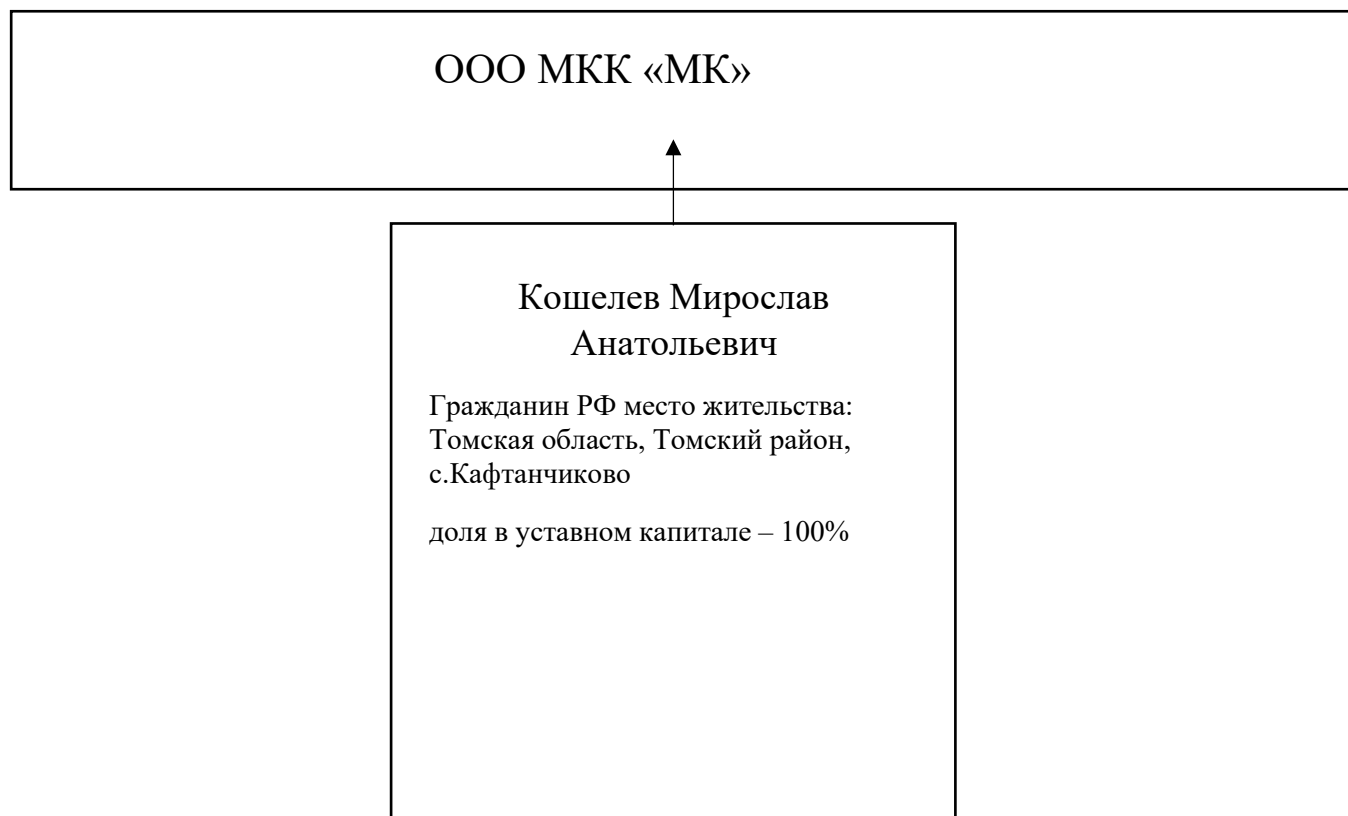 ООО МКК «МК»
Кошелев Мирослав
Анатольевич
Гражданин РФ место жительства:
Томская область, Томский район,
с.Кафтанчиково
доля в уставном капитале – 100%